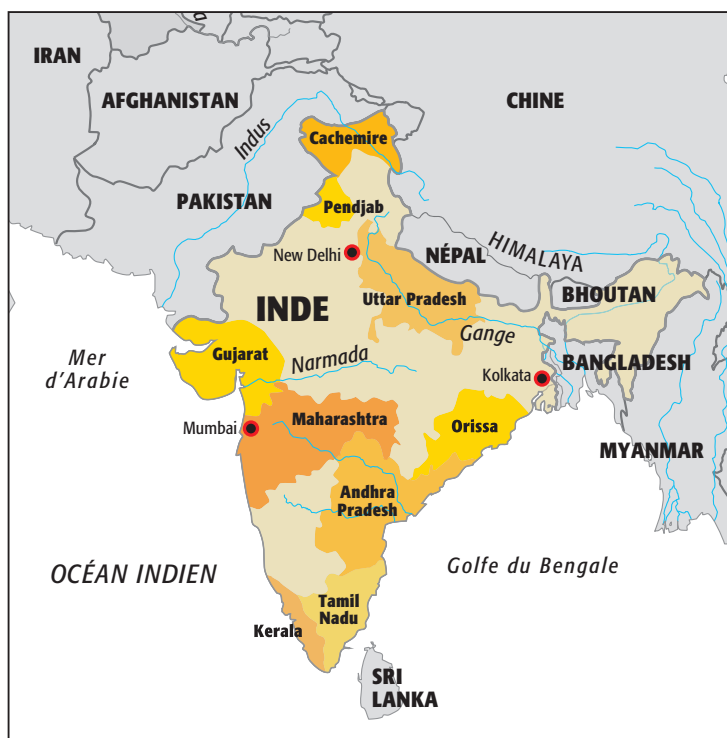 IRAN
AFGHANISTAN
CHINE
Indus
Cachemire
PAKISTAN
Pendjab
New Delhi
NÉPAL
HIMALAYA
INDE
Uttar Pradesh
BHOUTAN
Gange
Mer
d'Arabie
Gujarat
Narmada
BANGLADESH
Kolkata
Mumbai
Maharashtra
Orissa
MYANMAR
Andhra
Pradesh
OCÉAN INDIEN
Golfe du Bengale
Tamil
Nadu
Kerala
SRI
LANKA